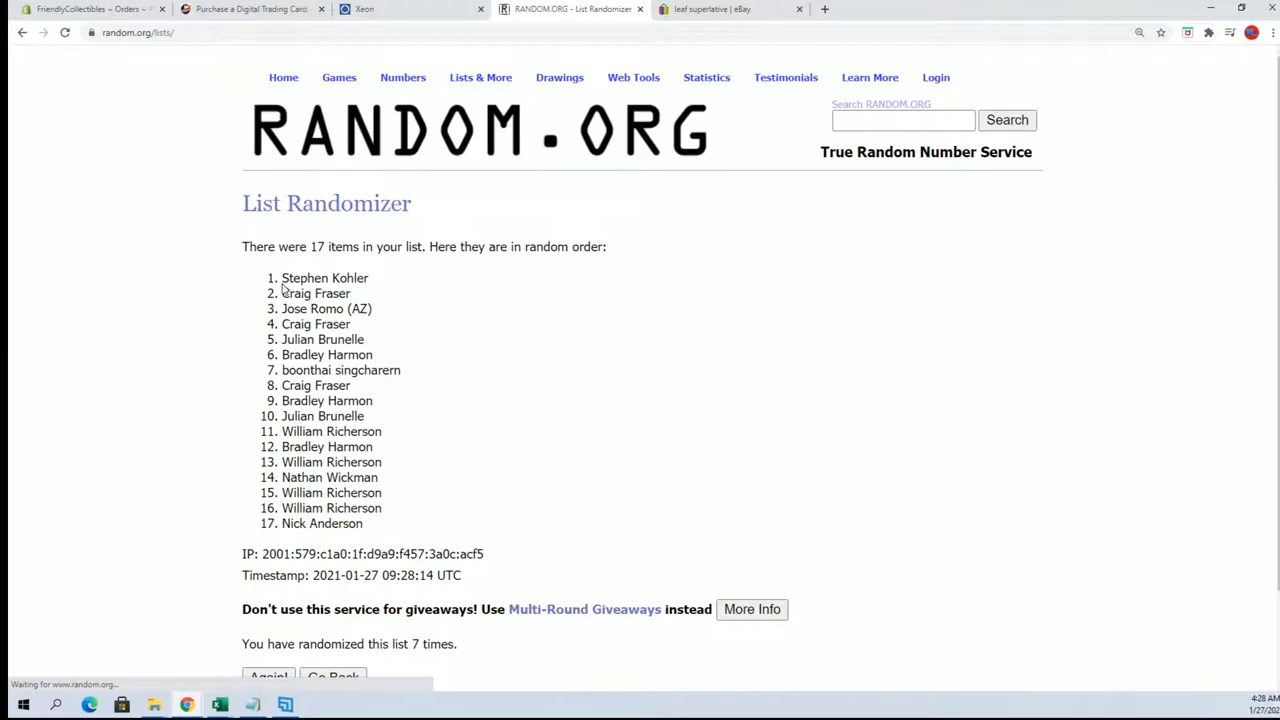 FriendlyCollectibles ~ Orders ~
Purchase a Digital Trading Card
Xeon
RANDOM.ORG - List Randomizer
leaf superlative | eBay
random.org/lists/
Home Games Numbers Lists & More Drawings Web Tools Statistics Testimonials Learn More Login
RANDOM.ORG
Search RANDOM.ORG
Search
True Random Number Service
List Randomizer
There were 17 items in your list. Here they are in random order:
1. Stephen Kohler
2. Craig Fraser
3. Jose Romo (AZ)
4. Craig Fraser
5. Julian Brunelle
6. Bradley Harmon
7. boonthai singcharern
8. Craig Fraser
9. Bradley Harmon
10. Julian Brunelle
11. William Richerson
12. Bradley Harmon
13. William Richerson
14. Nathan Wickman
15. William Richerson
16. William Richerson
17. Nick Anderson
IP: 2001:579:c1a0:1f:d9a9:f457:3a0c:acf5
Timestamp: 2021-01-27 09:28:14 UTC
Don't use this service for giveaways! Use Multi-Round Giveaways instead More Info
You have randomized this list 7 times.
Again! Go Back
Waiting for www.random.org...
4:28 AM
1/27/202